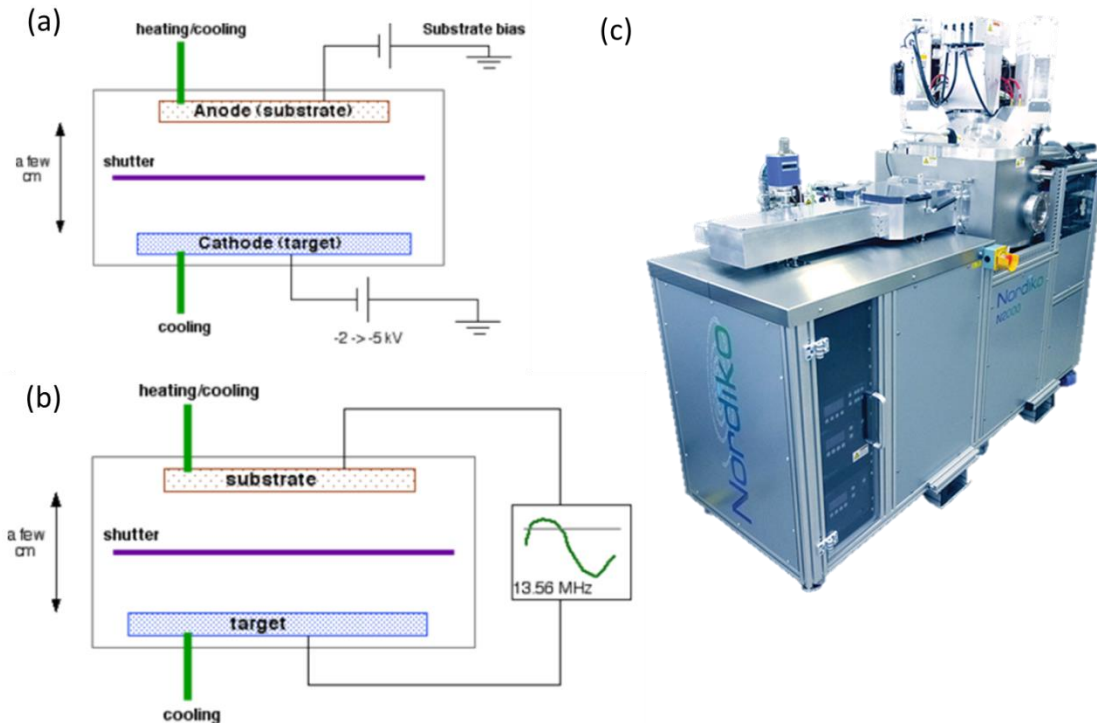 (a)
heating/cooling
Substrate bias
Anode (substrate)
a few
cm
shutter
Cathode (target)
cooling
-2 -> -5 kV
(b)
heating/cooling
substrate
a few
cm
shutter
13.56 MHz
target
cooling
(c)
Nordiko
Nordiko
N2000